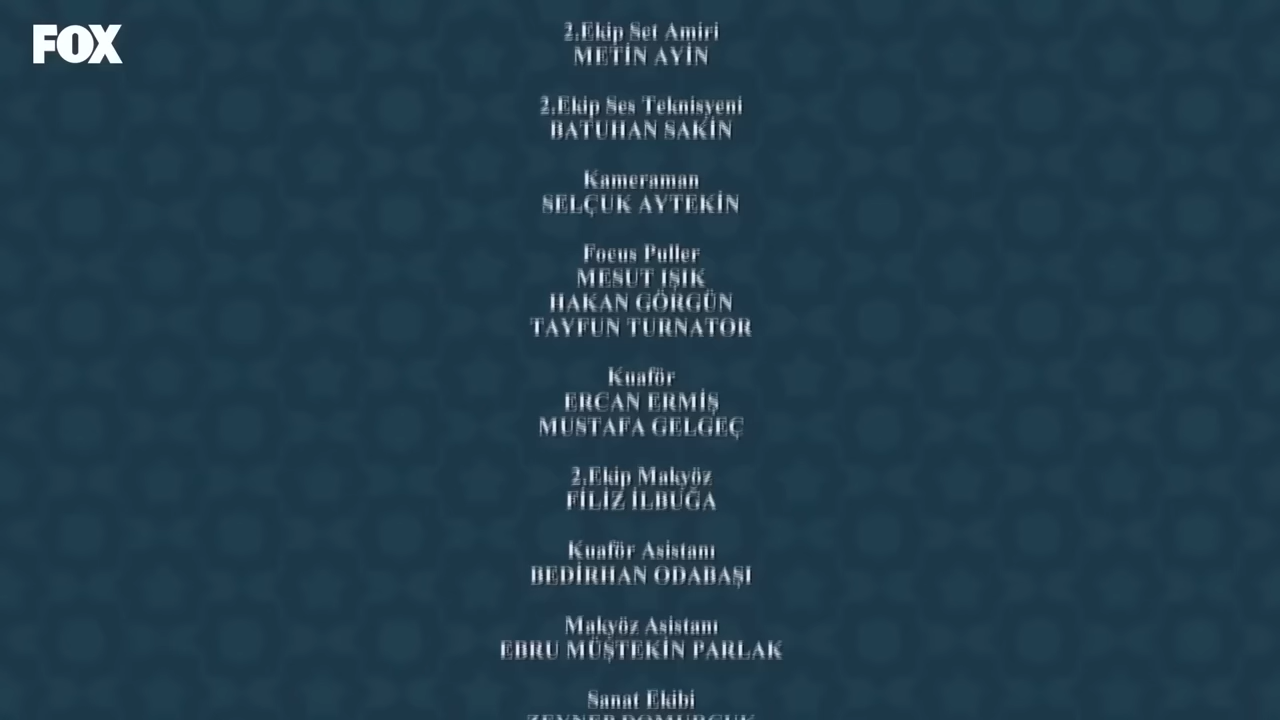 FOX
2.Ekip Set Amiri
METİN AYİN
2.Ekip Ses Teknisyeni
BATUHAN SAKİN
Kameraman
SELÇUK AYTEKİN
Focus Puller
MESUT IŞIK
HAKAN GÖRGÜN
TAYFUN TURNATOR
Kuaför
ERCAN ERMİŞ
MUSTAFA GELGEÇ
2.Ekip Makyöz
FİLİZ İLBUĞA
Kuaför Asistanı
BEDİRHAN ODABAŞI
Makyöz Asistanı
EBRU MÜŞTEKİN PARLAK
Sanat Ekibi
ZEYNEP